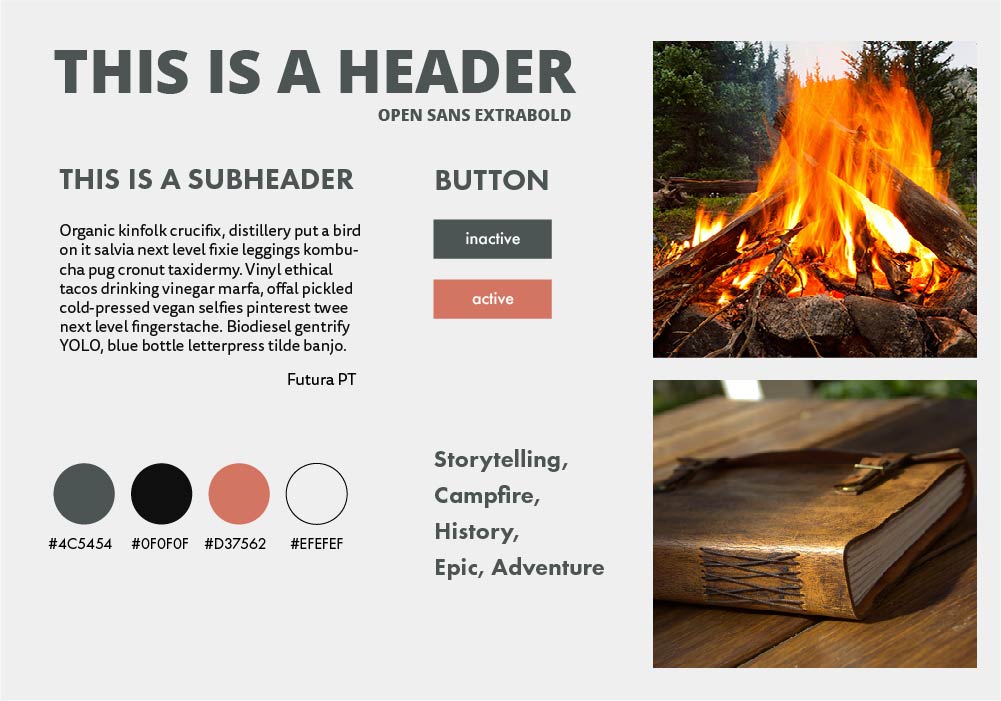 THIS IS A HEADER
OPEN SANS EXTRABOLD
THIS IS A SUBHEADER
Organic kinfolk crucifix, distillery put a bird
on it salvia next level fixie leggings kombu-
cha pug cronut taxidermy. Vinyl ethical
tacos drinking vinegar marfa, offal pickled
cold-pressed vegan selfies pinterest twee
next level fingerstache. Biodiesel gentrify
YOLO, blue bottle letterpress tilde banjo.
Futura PT
BUTTON
inactive
active
#4C5454 #0F0F0F #D37562 #EFEFEF
Storytelling,
Campfire,
History,
Epic, Adventure